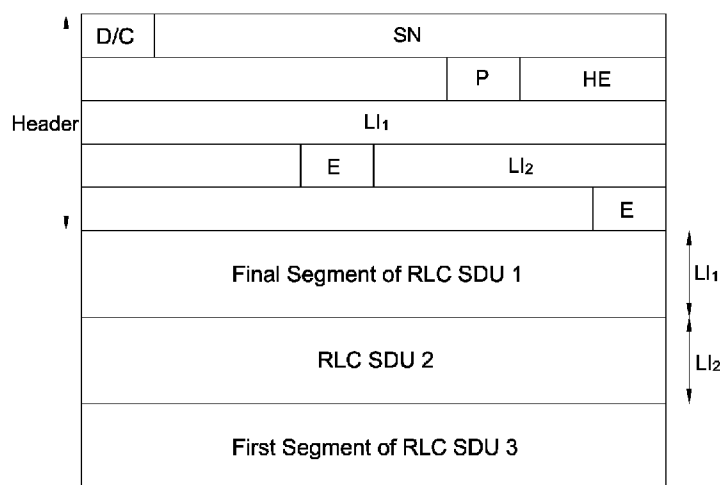 D/C SN
P HE
Header LI₁
E LI₂
E
Final Segment of RLC SDU 1 LI₁
RLC SDU 2 LI₂
First Segment of RLC SDU 3